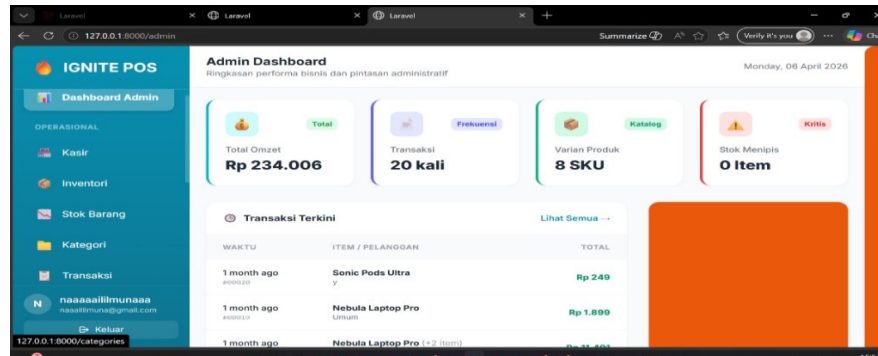 Laravel
Laravel
Laravel
127.0.0.1:8000/admin
Summarize
Verify it's you
IGNITE POS
Dashboard Admin
OPERASIONAL
Kasir
Inventori
Stok Barang
Kategori
Transaksi
N
naaaaaililmunaaa
naaaililmuna@gmail.com
Keluar
127.0.0.1:8000/categories
Admin Dashboard
Ringkasan performa bisnis dan pintasan administratif
Monday, 06 April 2026
Total
Total Omzet
Rp 234.006
Frekuensi
Transaksi
20 kali
Katalog
Varian Produk
8 SKU
Kritis
Stok Menipis
0 Item
Transaksi Terkini
Lihat Semua →
WAKTU ITEM / PELANGGAN TOTAL
1 month ago Sonic Pods Ultra Rp 249
#00020 y
1 month ago Nebula Laptop Pro Rp 1.899
Umum
1 month ago Nebula Laptop Pro (+2 item)